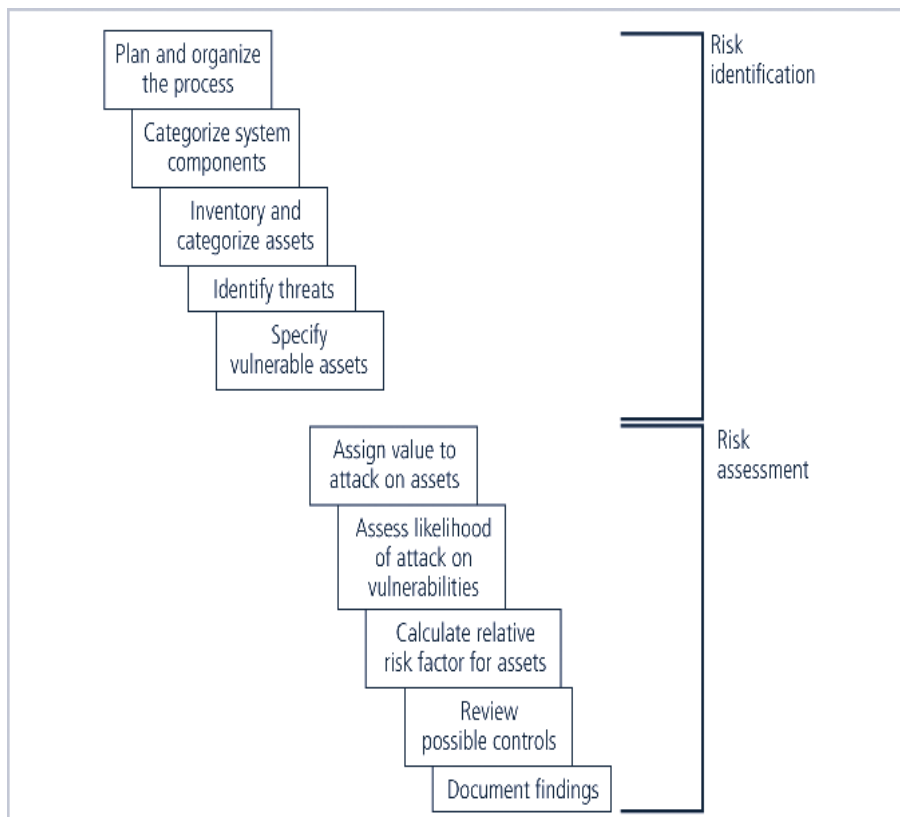 Plan and organize
the process
Risk
identification
Categorize system
components
Inventory and
categorize assets
Identify threats
Specify
vulnerable assets
Risk
assessment
Assign value to
attack on assets
Assess likelihood
of attack on
vulnerabilities
Calculate relative
risk factor for assets
Review
possible controls
Document findings